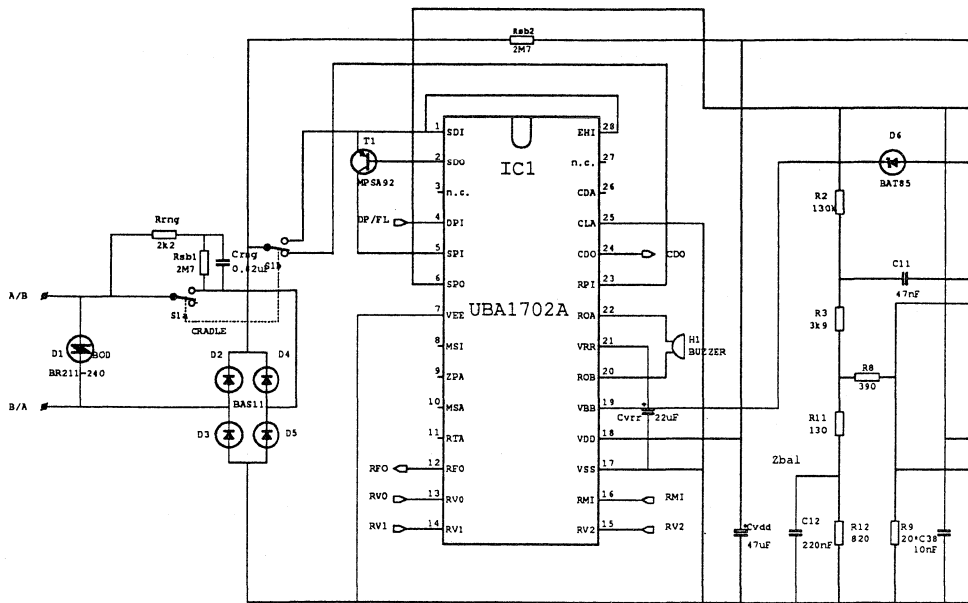 Rsb2
2M7
T1
MPSA92
DP/FL
1 SDI EHI 28
2 SDO n.c. 27
IC1
3 n.c. CDA 26
4 DPI CLA 25
5 SPI CDO 24 CDO
6 SPO RPI 23
UBA1702A
7 VEE ROA 22
8 MSI VRR 21
9 ZPA ROB 20
10 MSA VBB 19
11 RTA VDD 18
RFO 12 RFO VSS 17
RVO 13 RVO RMI 16 RMI
RV1 14 RV1 RV2 15 RV2
H1
BUZZER
Cvrr 22uF
D6
BAT85
R2
130k
C11
47nF
R3
3k9
R8
390
R11
130
Zbal
Cvdd
47uF
C12
220nF
R12
820
R9
20*
C38
10nF
Rrng
2k2
Rsb1
2M7
Crng
0.82uF
S1b
A/B
S1a
CRADLE
D1 BOD
BR211-240
B/A
D2 D4
BAS11
D3 D5